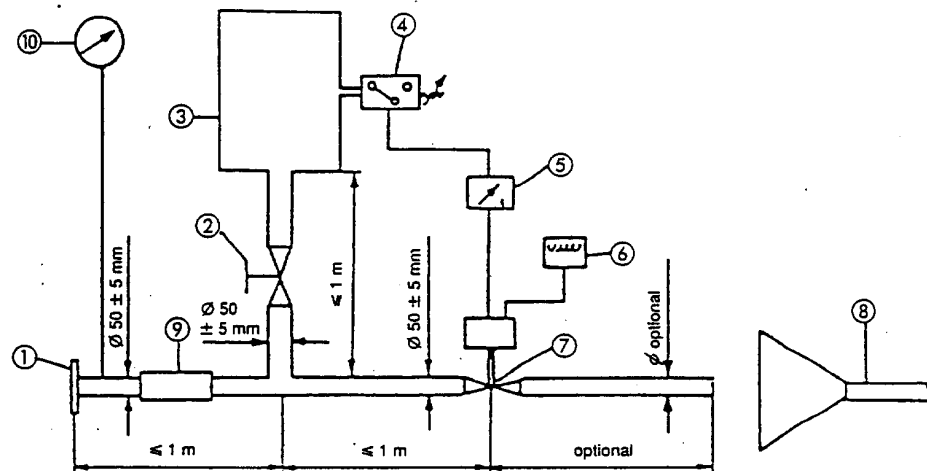 10
4
3
5
2
6
≤ 1 m
Ø 50 ± 5 mm
Ø 50 ± 5 mm
Ø 50
± 5 mm
Ø optional
9
7
8
1
≤ 1 m
≤ 1 m
optional